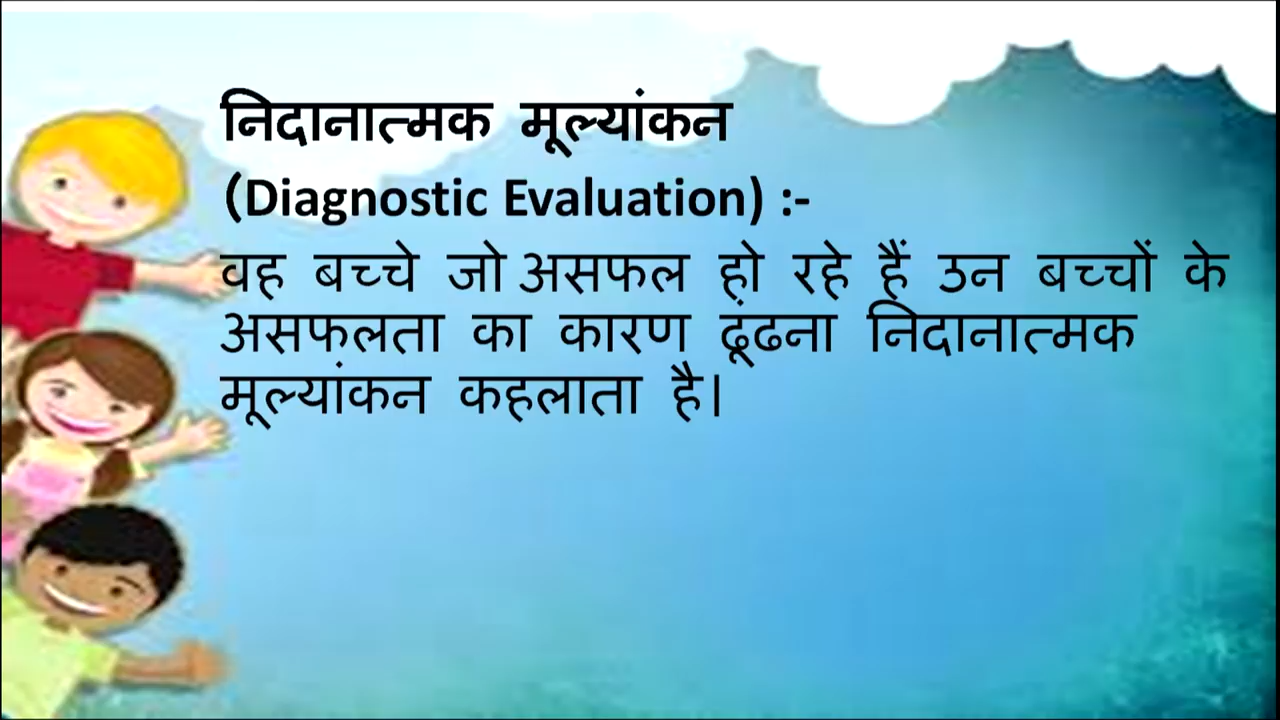 निदानात्मक मूल्यांकन
(Diagnostic Evaluation) :-
वह बच्चे जो असफल हो रहे हैं उन बच्चों के
असफलता का कारण ढूंढना निदानात्मक
मूल्यांकन कहलाता है।